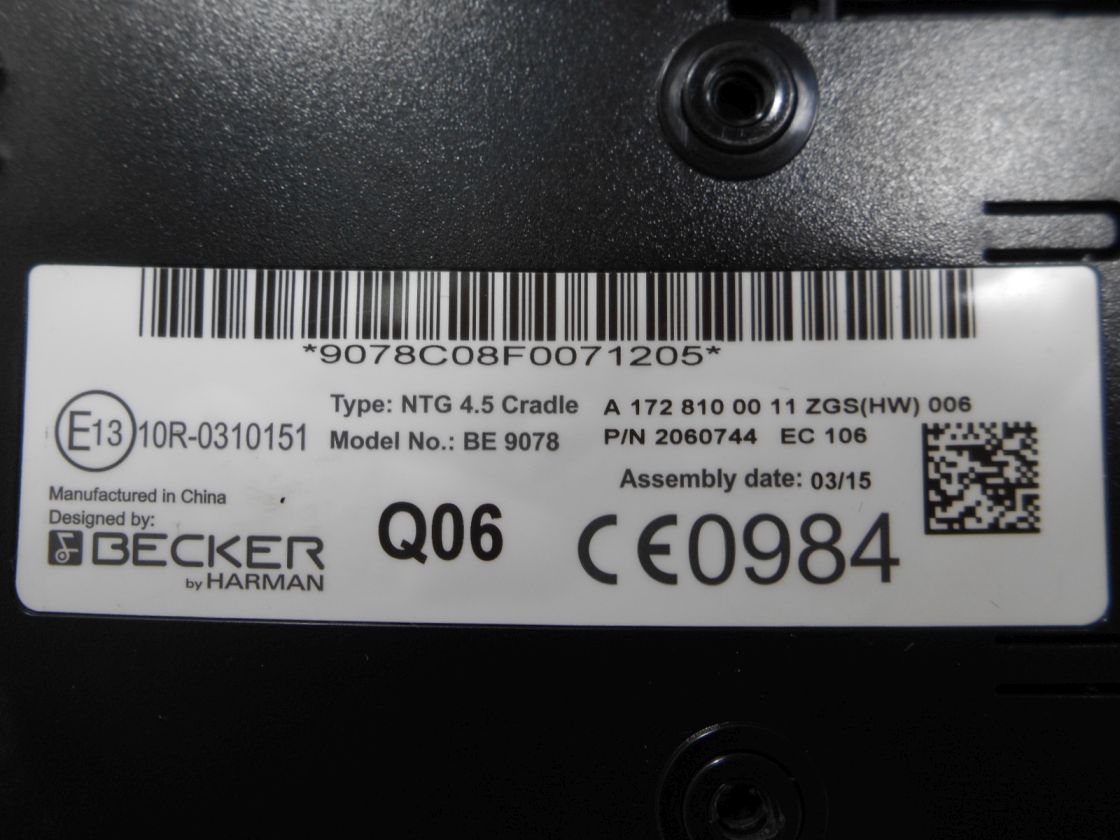 *9078C08F0071205*
E13 10R-0310151
Type: NTG 4.5 Cradle A 172 810 00 11 ZGS(HW) 006
Model No.: BE 9078 P/N 2060744 EC 106
Assembly date: 03/15
Manufactured in China
Designed by:
BECKER
by HARMAN
Q06
CE0984